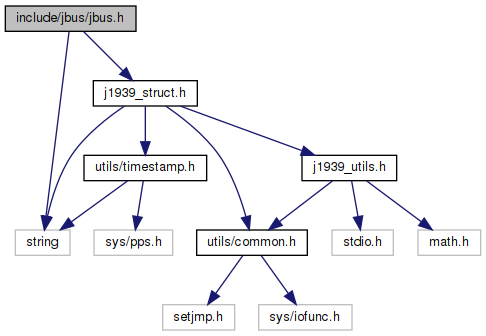 include/jbus/jbus.h
j1939_struct.h
utils/timestamp.h
j1939_utils.h
string
sys/pps.h
utils/common.h
stdio.h
math.h
setjmp.h
sys/iofunc.h